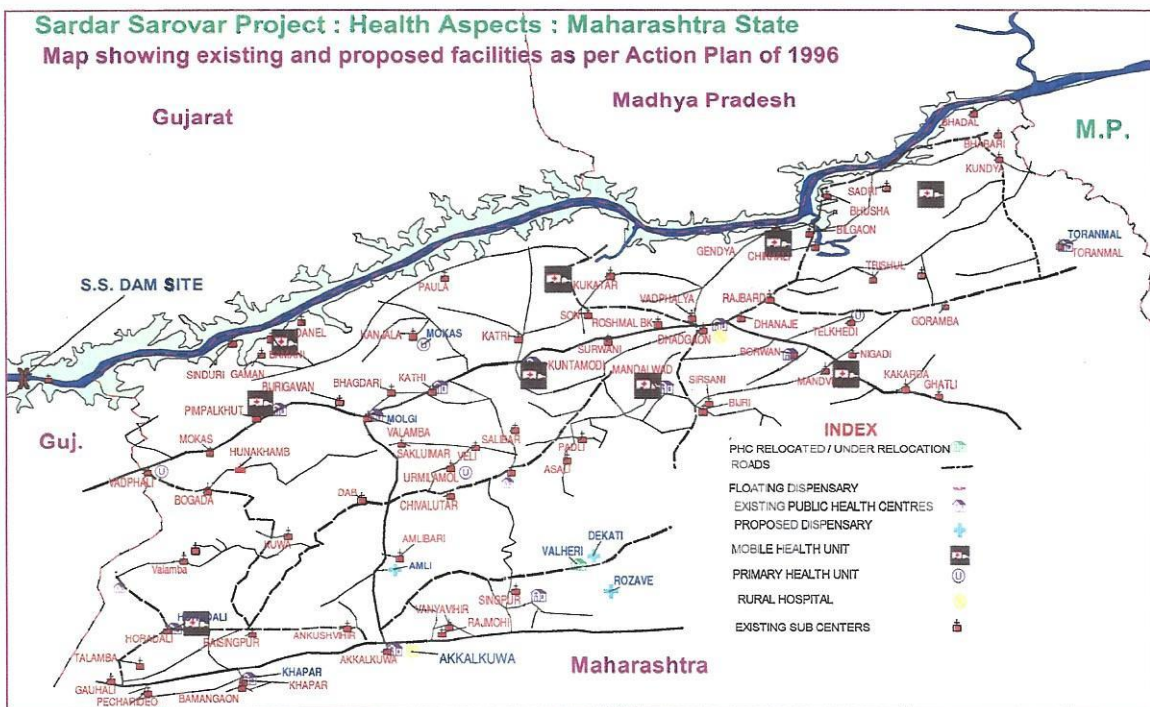 Sardar Sarovar Project : Health Aspects : Maharashtra State
Map showing existing and proposed facilities as per Action Plan of 1996
Gujarat
Madhya Pradesh
M.P.
BHADAL
BHABARI
KUNDYA
SADRI
BHUSHA
BILGAON
GENDYA
TORANMAL
TORANMAL
TRISHUL
S.S. DAM SITE
PAULA
KUKATAR
VADPHALYA
RAJBARDI
SON
ROSHMAL BK
DHANAJE
TELKHEDI
GORAMBA
DANEL
KANJALA
MOKAS
KATRI
SURWANI
DHADGAON
BORWAN
NIGADI
BAMANI
SINDURI
GAMAN
KUNTAMODI
MANDALWAD
SIRSANI
MANDVI
KAKARDA
GHATLI
BURIGAVAN
BHAGDARI
KATHI
BURI
PIMPALKHUT
MOLGI
Guj.
MOKAS
VALAMBA
SALIBAR
PADLI
HUNAKHAMB
VELI
ASALI
VADPHALI
URMILAMOL
BOGADA
DAB
CHIVALUTAR
KUWA
AMLIBARI
DEKATI
Valamba
AMLI
VALHERI
ROZAVE
SINGPUR
HORADALI
VANYAVIHIR
RAJMOHI
HORADALI
RAISINGPUR
ANKUSHVIHIR
TALAMBA
AKKALKUWA
AKKALKUWA
Maharashtra
GAUHALI
KHAPAR
KHAPAR
PECHARIDEO
BAMANGAON
INDEX
PHC RELOCATED / UNDER RELOCATION
ROADS
FLOATING DISPENSARY
EXISTING PUBLIC HEALTH CENTRES
PROPOSED DISPENSARY
MOBILE HEALTH UNIT
PRIMARY HEALTH UNIT
U
RURAL HOSPITAL
EXISTING SUB CENTERS